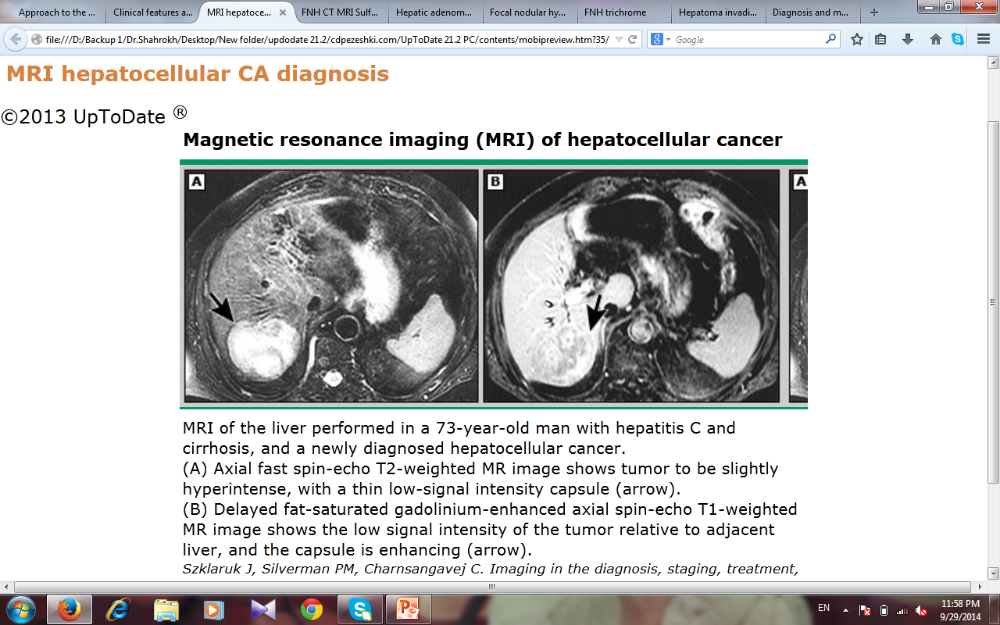 Approach to the ...
Clinical features a...
MRI hepatoce...
FNH CT MRI Sulf...
Hepatic adenom...
Focal nodular hy...
FNH trichrome
Hepatoma invadi...
Diagnosis and m...
file:///D:/Backup 1/Dr.Shahrokh/Desktop/New folder/updodate 21.2/cdpezeshki.com/UpToDate 21.2 PC/contents/mobipreview.htm?35/
Google
MRI hepatocellular CA diagnosis
©2013 UpToDate ®
Magnetic resonance imaging (MRI) of hepatocellular cancer
A
B
A
MRI of the liver performed in a 73-year-old man with hepatitis C and
cirrhosis, and a newly diagnosed hepatocellular cancer.
(A) Axial fast spin-echo T2-weighted MR image shows tumor to be slightly
hyperintense, with a thin low-signal intensity capsule (arrow).
(B) Delayed fat-saturated gadolinium-enhanced axial spin-echo T1-weighted
MR image shows the low signal intensity of the tumor relative to adjacent
liver, and the capsule is enhancing (arrow).
Szklaruk J, Silverman PM, Charnsangavej C. Imaging in the diagnosis, staging, treatment,
EN
11:58 PM
9/29/2014